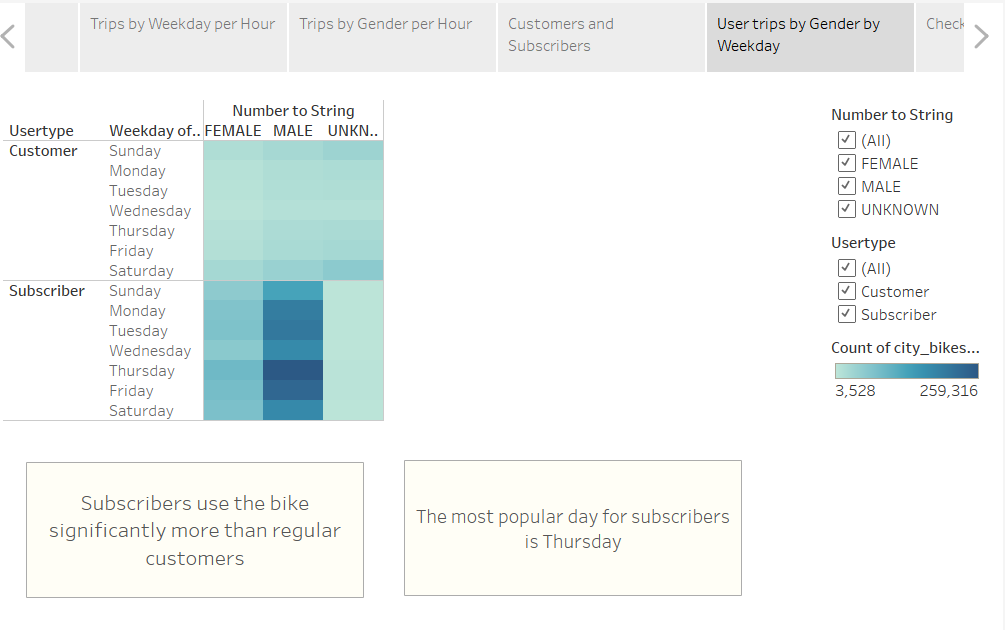 Trips by Weekday per Hour
Trips by Gender per Hour
Customers and
Subscribers
User trips by Gender by
Weekday
Check
Number to String
Usertype Weekday of.. FEMALE MALE UNKN..
Customer Sunday
Monday
Tuesday
Wednesday
Thursday
Friday
Saturday
Subscriber Sunday
Monday
Tuesday
Wednesday
Thursday
Friday
Saturday
Number to String
(All)
FEMALE
MALE
UNKNOWN
Usertype
(All)
Customer
Subscriber
Count of city_bikes...
3,528 259,316
Subscribers use the bike
significantly more than regular
customers
The most popular day for subscribers
is Thursday